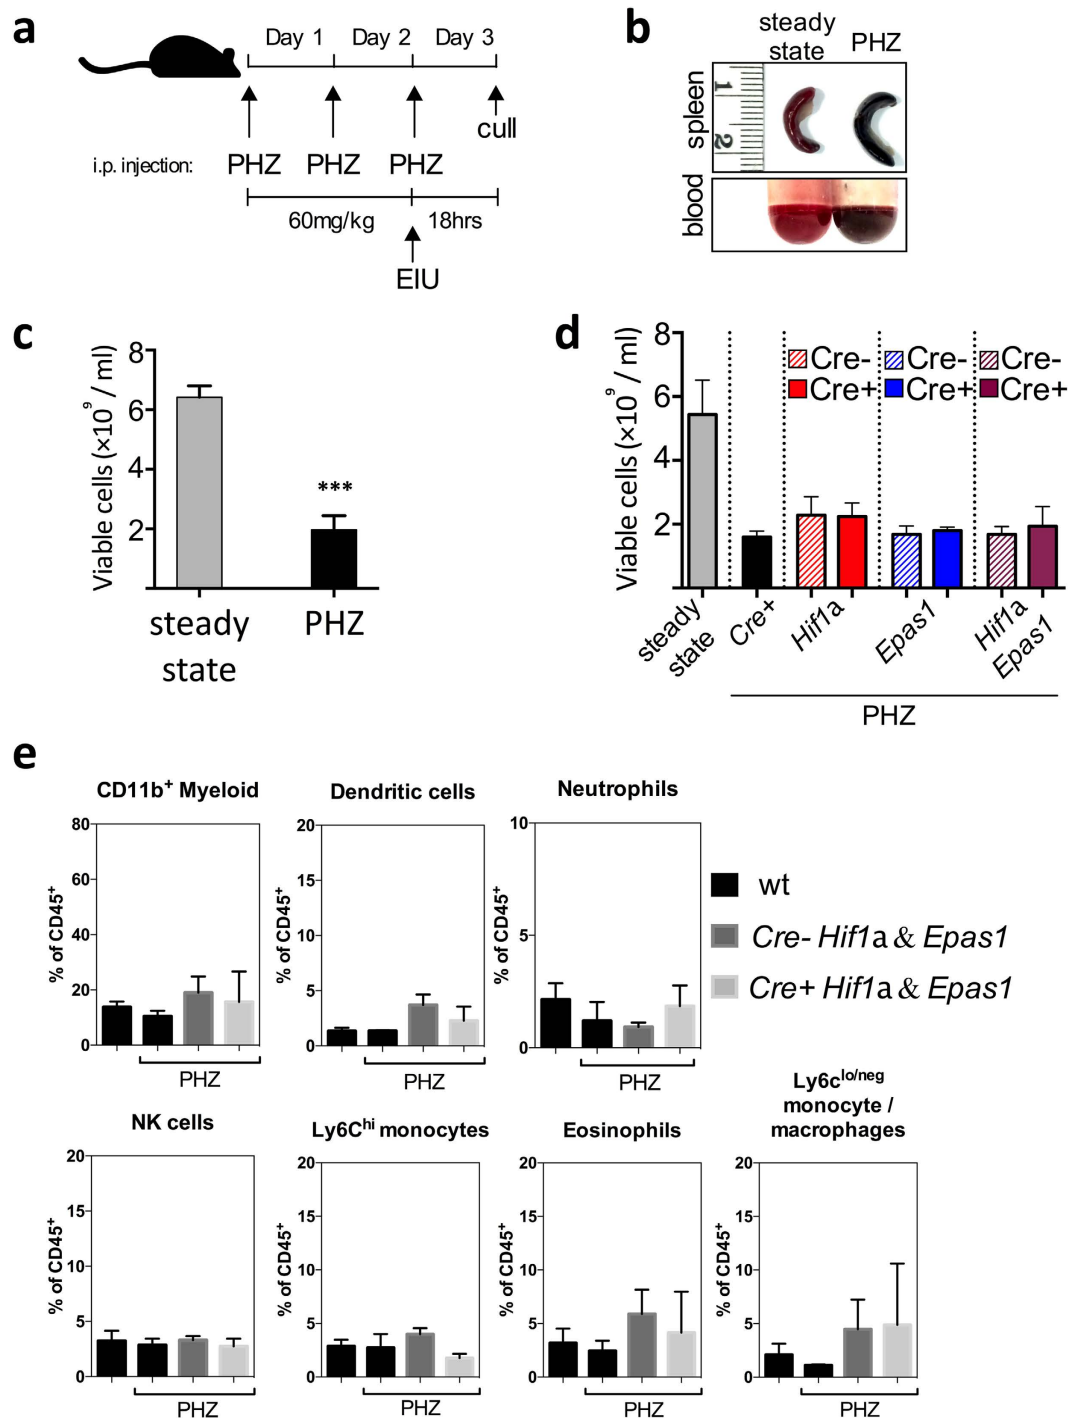 a
Day 1 Day 2 Day 3
cull
i.p. injection: PHZ PHZ PHZ
60mg/kg 18hrs
EIU
b
steady state PHZ
spleen
1
2
blood
c
Viable cells (×10⁹ / ml)
8
6
4
2
***
steady state
PHZ
d
Viable cells (×10⁹ / ml)
8
6
4
2
Cre- Cre- Cre-
Cre+ Cre+ Cre+
steady state
Cre+
Hif1a
Epas1
Hif1a
Epas1
PHZ
e
CD11b⁺ Myeloid
% of CD45⁺
80
60
40
20
0
PHZ
Dendritic cells
% of CD45⁺
20
15
10
5
0
PHZ
Neutrophils
% of CD45⁺
10
5
0
PHZ
wt
Cre- Hif1a & Epas1
Cre+ Hif1a & Epas1
NK cells
% of CD45⁺
20
15
10
5
0
PHZ
Ly6Chi monocytes
% of CD45⁺
20
15
10
5
0
PHZ
Eosinophils
% of CD45⁺
20
15
10
5
0
PHZ
Ly6clo/neg
monocyte /
macrophages
% of CD45⁺
20
15
10
5
0
PHZ